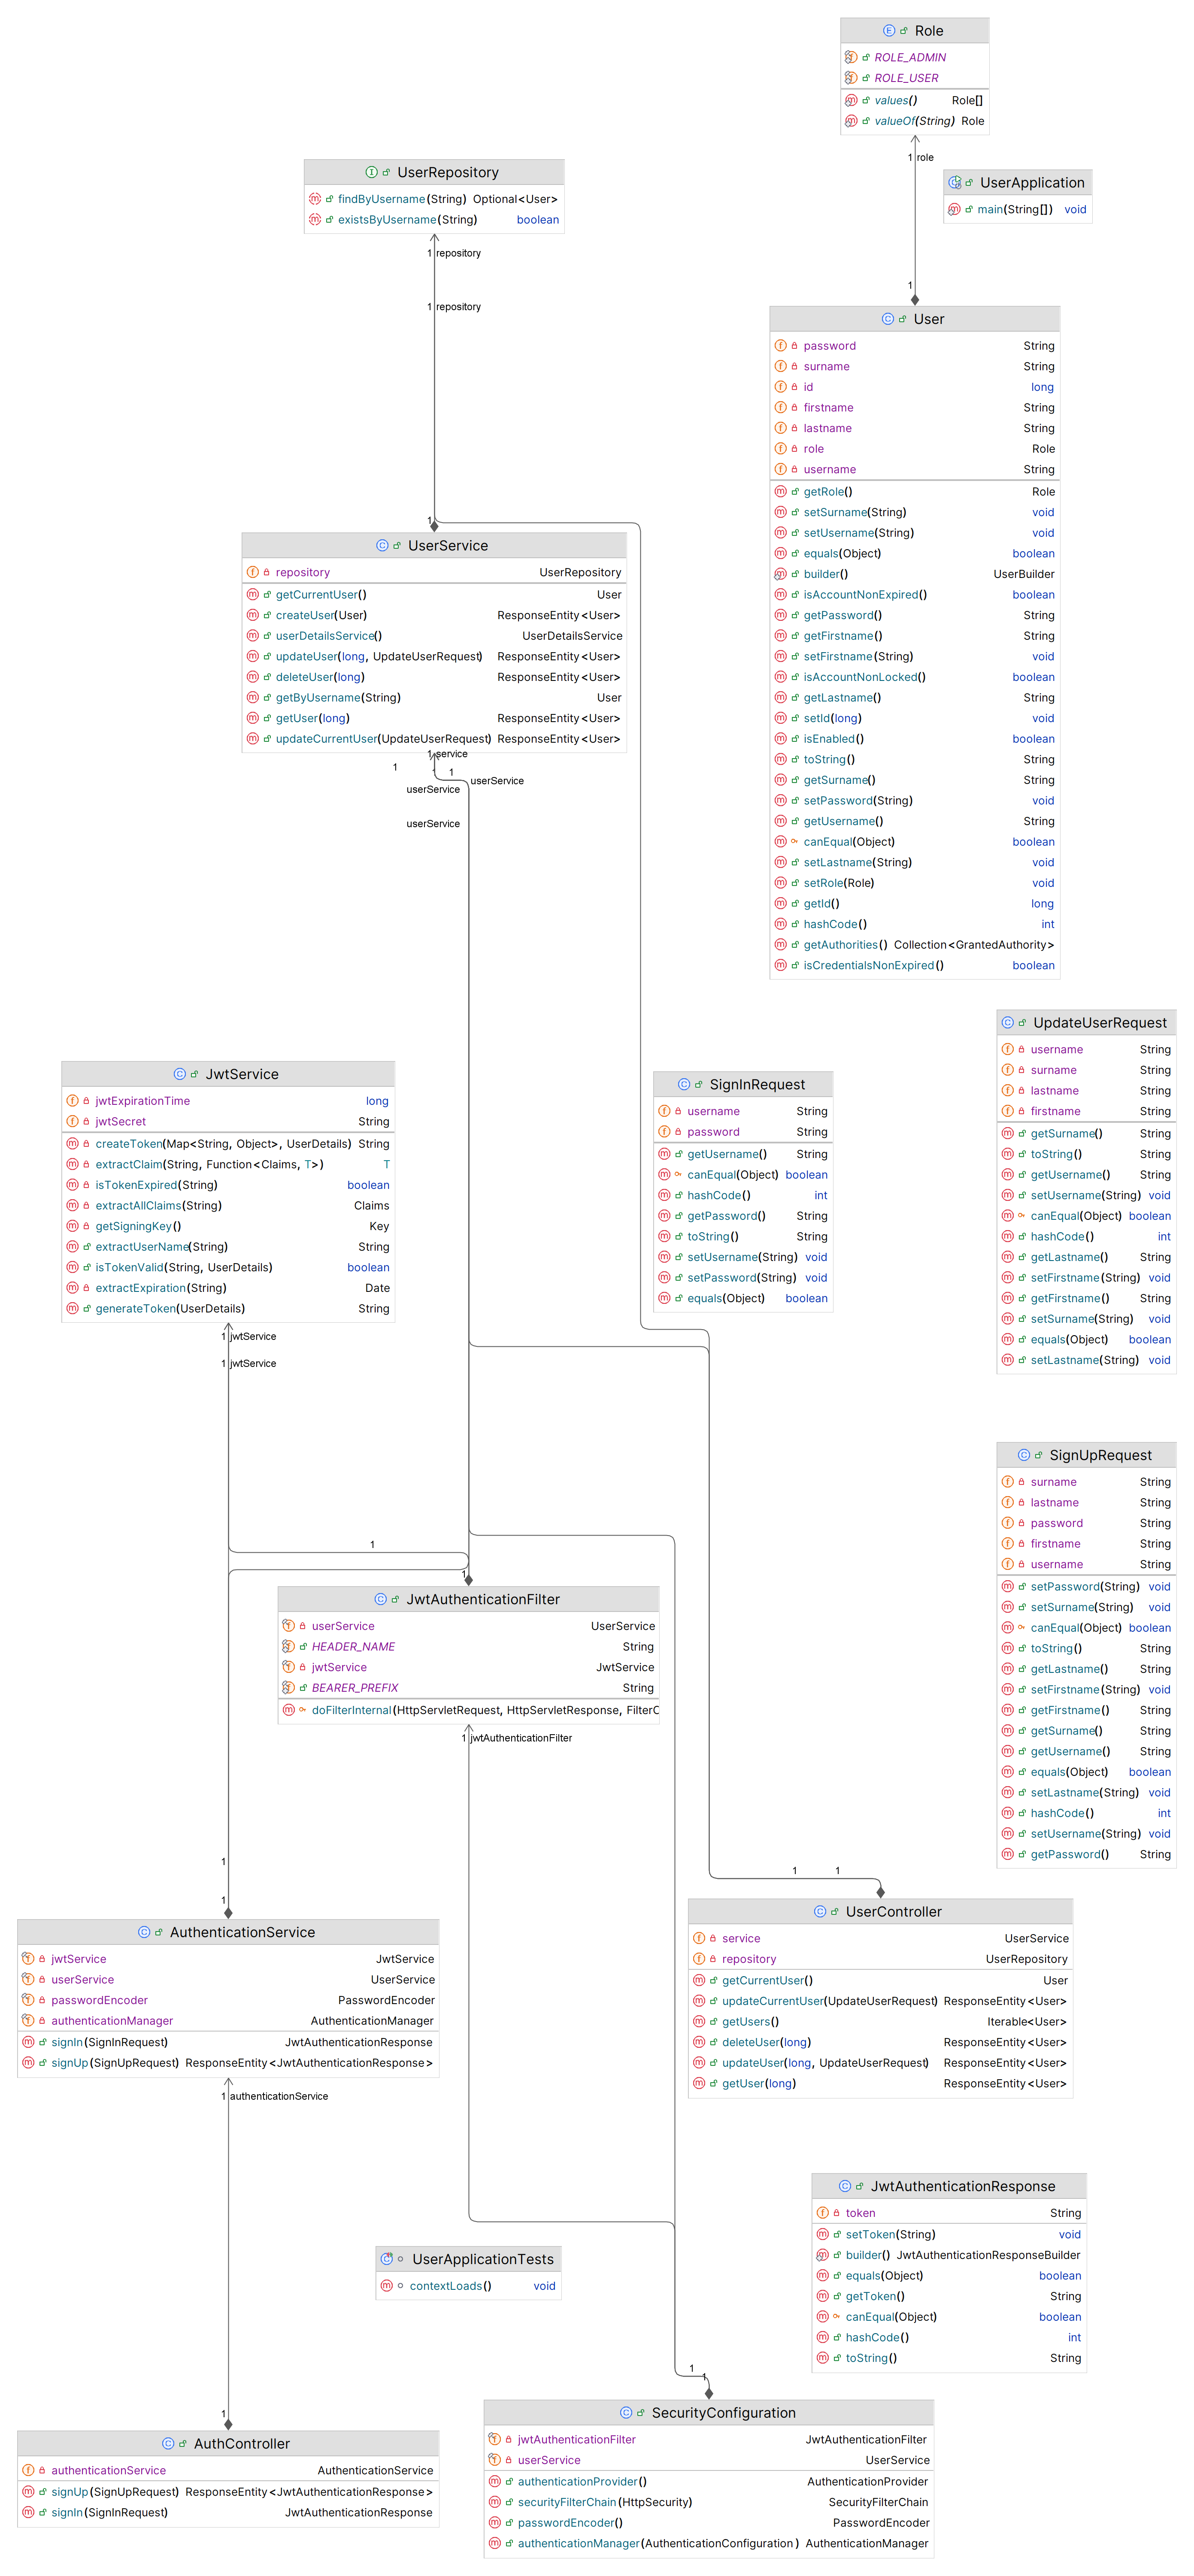 Role
ROLE_ADMIN
ROLE_USER
values() Role[]
valueOf(String) Role
1 role
1
UserApplication
main(String[]) void
UserRepository
findByUsername(String) Optional<User>
existsByUsername(String) boolean
1 repository
1 repository
1
User
password String
surname String
id long
firstname String
lastname String
role Role
username String
getRole() Role
setSurname(String) void
setUsername(String) void
equals(Object) boolean
builder() UserBuilder
isAccountNonExpired() boolean
getPassword() String
getFirstname() String
setFirstname(String) void
isAccountNonLocked() boolean
getLastname() String
setId(long) void
isEnabled() boolean
toString() String
getSurname() String
setPassword(String) void
getUsername() String
canEqual(Object) boolean
setLastname(String) void
setRole(Role) void
getId() long
hashCode() int
getAuthorities() Collection<GrantedAuthority>
isCredentialsNonExpired() boolean
UserService
repository UserRepository
getCurrentUser() User
createUser(User) ResponseEntity<User>
userDetailsService() UserDetailsService
updateUser(long, UpdateUserRequest) ResponseEntity<User>
deleteUser(long) ResponseEntity<User>
getByUsername(String) User
getUser(long) ResponseEntity<User>
updateCurrentUser(UpdateUserRequest) ResponseEntity<User>
1 service
1
1
userService
userService
userService
UpdateUserRequest
username String
surname String
lastname String
firstname String
getSurname() String
toString() String
getUsername() String
setUsername(String) void
canEqual(Object) boolean
hashCode() int
getLastname() String
setFirstname(String) void
getFirstname() String
setSurname(String) void
equals(Object) boolean
setLastname(String) void
JwtService
jwtExpirationTime long
jwtSecret String
createToken(Map<String, Object>, UserDetails) String
extractClaim(String, Function<Claims, T>) T
isTokenExpired(String) boolean
extractAllClaims(String) Claims
getSigningKey() Key
extractUserName(String) String
isTokenValid(String, UserDetails) boolean
extractExpiration(String) Date
generateToken(UserDetails) String
1 jwtService
1 jwtService
SignInRequest
username String
password String
getUsername() String
canEqual(Object) boolean
hashCode() int
getPassword() String
toString() String
setUsername(String) void
setPassword(String) void
equals(Object) boolean
SignUpRequest
surname String
lastname String
password String
firstname String
username String
setPassword(String) void
setSurname(String) void
canEqual(Object) boolean
toString() String
getLastname() String
setFirstname(String) void
getFirstname() String
getSurname() String
getUsername() String
equals(Object) boolean
setLastname(String) void
hashCode() int
setUsername(String) void
getPassword() String
1
1
JwtAuthenticationFilter
userService UserService
HEADER_NAME String
jwtService JwtService
BEARER_PREFIX String
doFilterInternal(HttpServletRequest, HttpServletResponse, FilterC
1 jwtAuthenticationFilter
1
1
AuthenticationService
jwtService JwtService
userService UserService
passwordEncoder PasswordEncoder
authenticationManager AuthenticationManager
signIn(SignInRequest) JwtAuthenticationResponse
signUp(SignUpRequest) ResponseEntity<JwtAuthenticationResponse>
1 authenticationService
1 1
UserController
service UserService
repository UserRepository
getCurrentUser() User
updateCurrentUser(UpdateUserRequest) ResponseEntity<User>
getUsers() Iterable<User>
deleteUser(long) ResponseEntity<User>
updateUser(long, UpdateUserRequest) ResponseEntity<User>
getUser(long) ResponseEntity<User>
JwtAuthenticationResponse
token String
setToken(String) void
builder() JwtAuthenticationResponseBuilder
equals(Object) boolean
getToken() String
canEqual(Object) boolean
hashCode() int
toString() String
UserApplicationTests
contextLoads() void
1
AuthController
authenticationService AuthenticationService
signUp(SignUpRequest) ResponseEntity<JwtAuthenticationResponse>
signIn(SignInRequest) JwtAuthenticationResponse
1
1
SecurityConfiguration
jwtAuthenticationFilter JwtAuthenticationFilter
userService UserService
authenticationProvider() AuthenticationProvider
securityFilterChain(HttpSecurity) SecurityFilterChain
passwordEncoder() PasswordEncoder
authenticationManager(AuthenticationConfiguration) AuthenticationManager